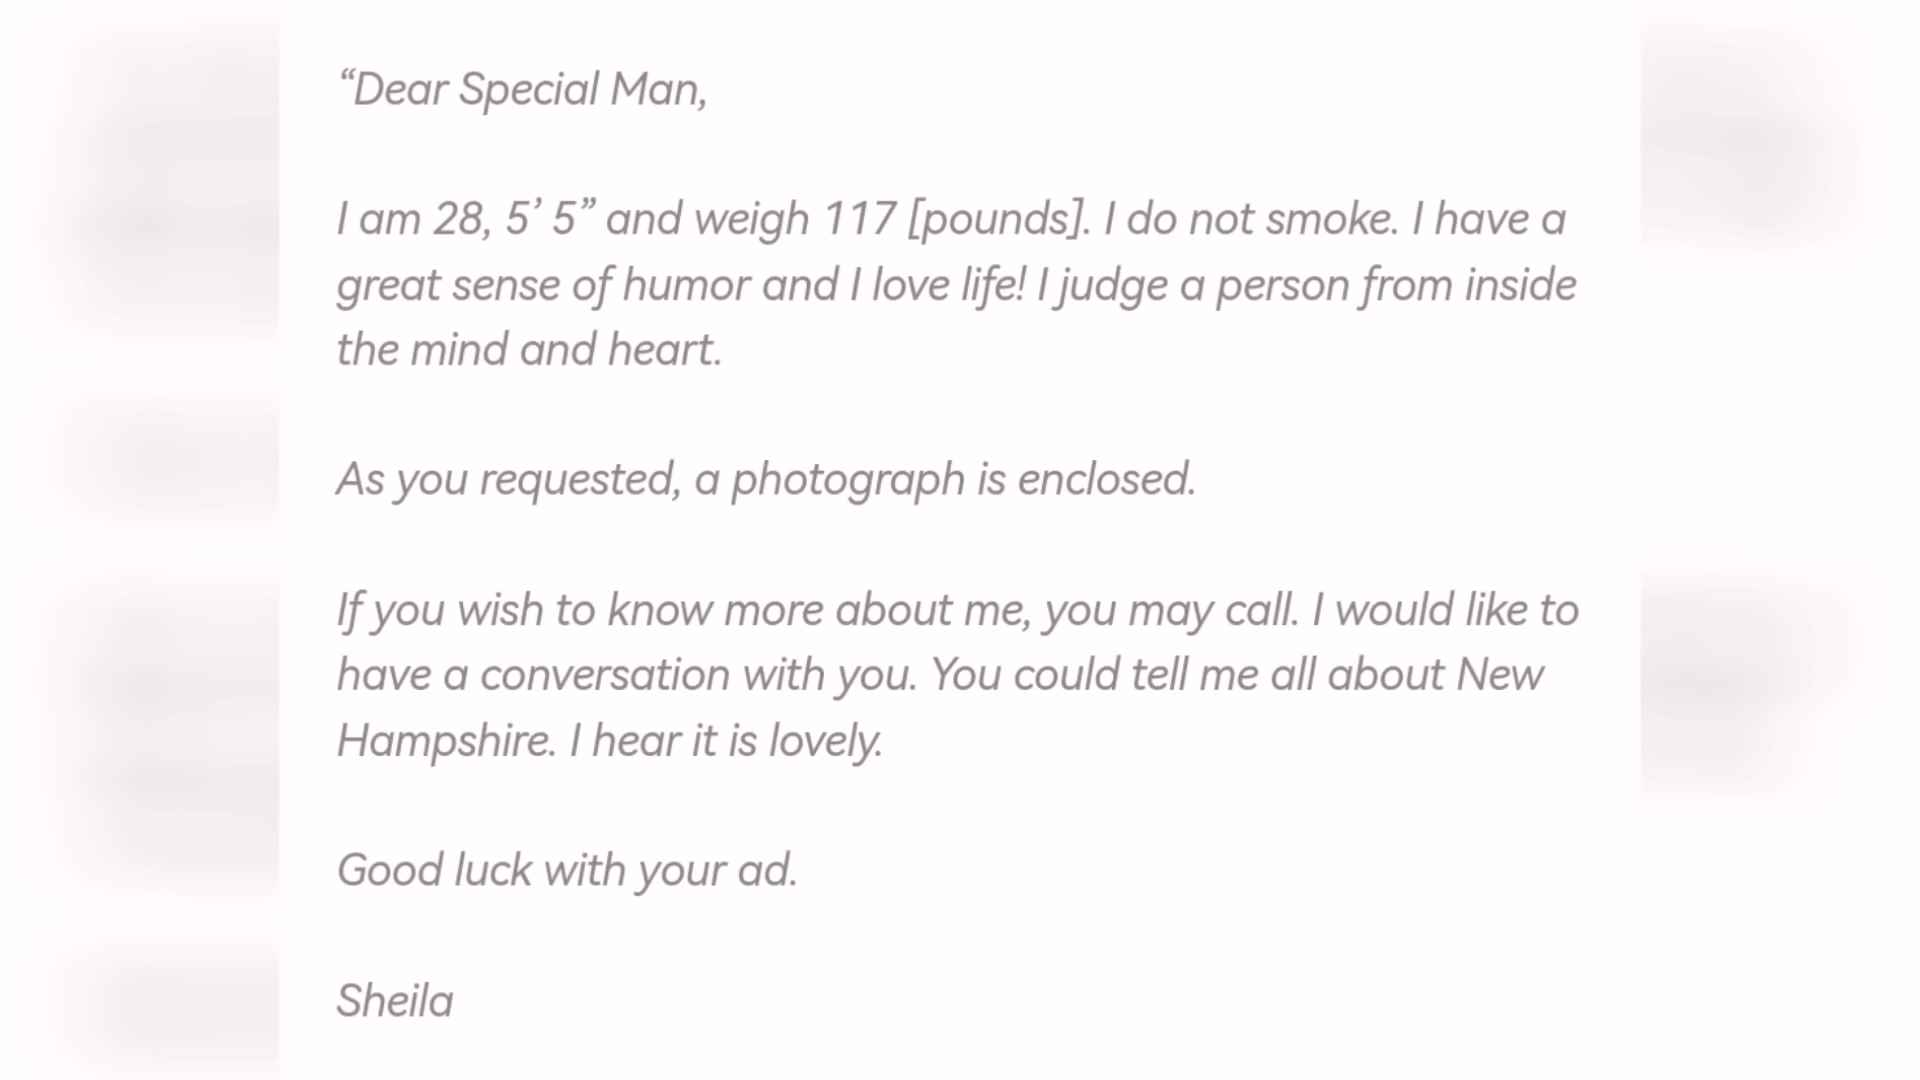 “Dear Special Man,
I am 28, 5’ 5” and weigh 117 [pounds]. I do not smoke. I have a
great sense of humor and I love life! I judge a person from inside
the mind and heart.
As you requested, a photograph is enclosed.
If you wish to know more about me, you may call. I would like to
have a conversation with you. You could tell me all about New
Hampshire. I hear it is lovely.
Good luck with your ad.
Sheila